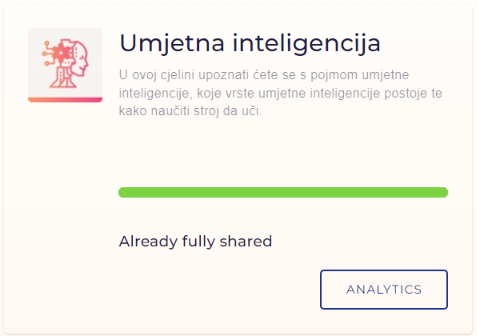 Umjetna inteligencija
U ovoj cjelini upoznati ćete se s pojmom umjetne
inteligencije, koje vrste umjetne inteligencije postoje te
kako naučiti stroj da uči.
Already fully shared
ANALYTICS